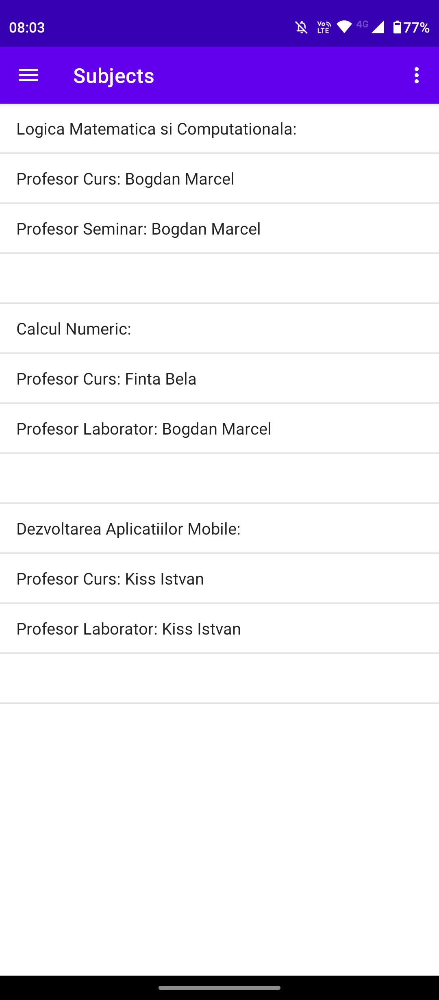 08:03 VoLTE 4G 77%
Subjects
Logica Matematica si Computationala:
Profesor Curs: Bogdan Marcel
Profesor Seminar: Bogdan Marcel
Calcul Numeric:
Profesor Curs: Finta Bela
Profesor Laborator: Bogdan Marcel
Dezvoltarea Aplicatiilor Mobile:
Profesor Curs: Kiss Istvan
Profesor Laborator: Kiss Istvan